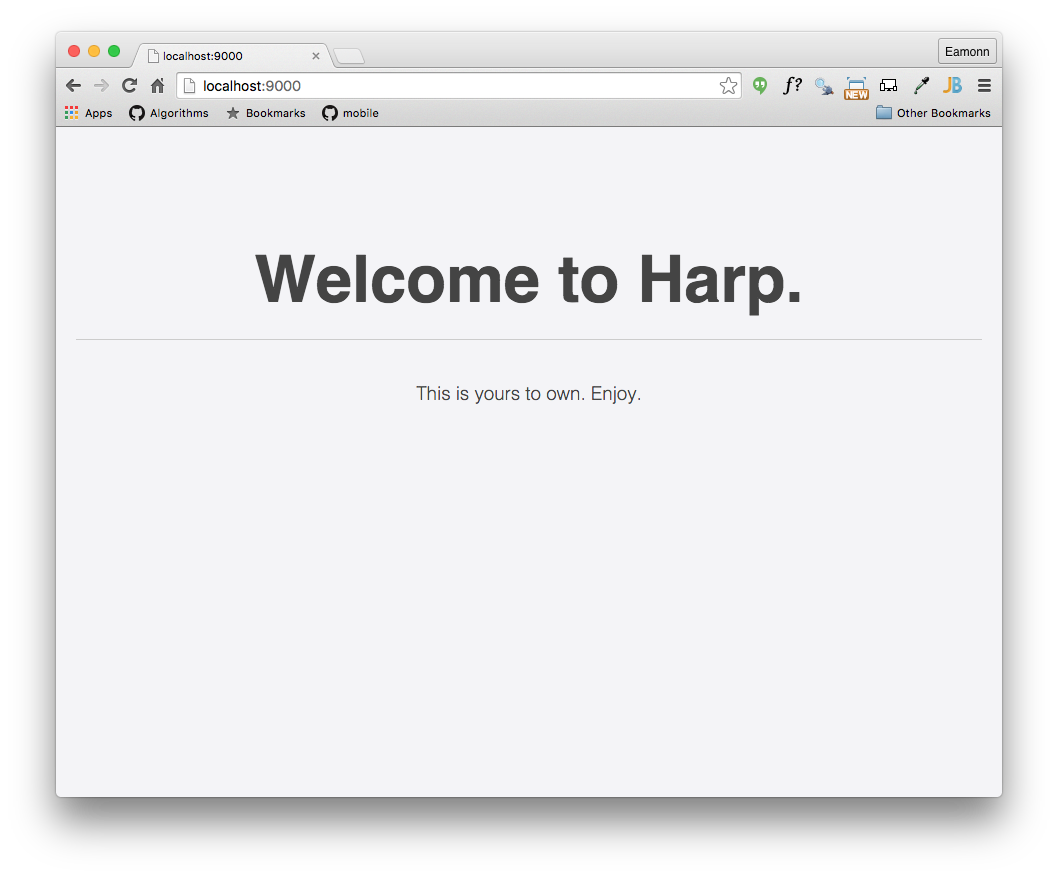 localhost:9000
Eamonn
localhost:9000
f?
NEW
JB
Apps
Algorithms
Bookmarks
mobile
Other Bookmarks
Welcome to Harp.
This is yours to own. Enjoy.